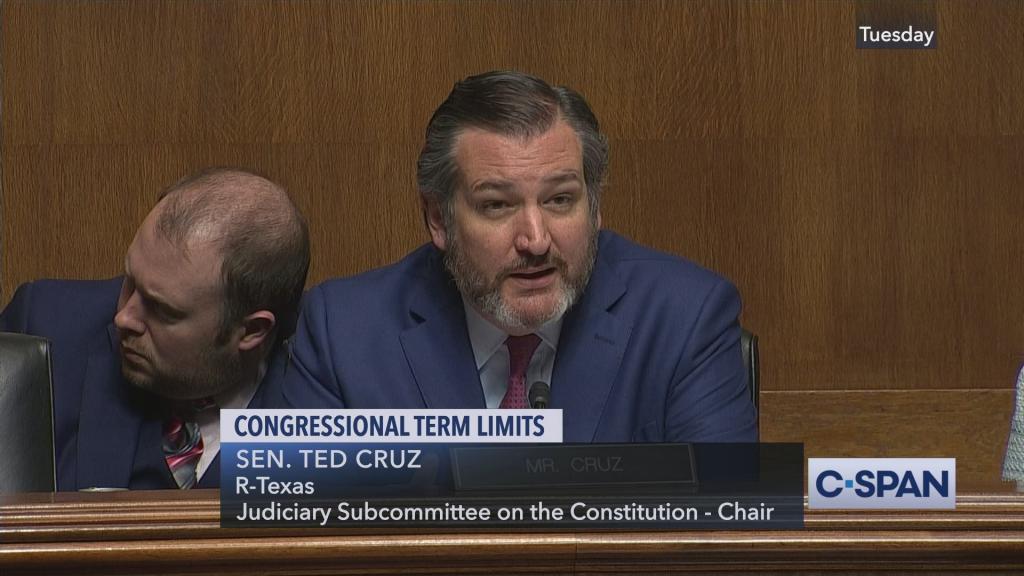 Tuesday
CONGRESSIONAL TERM LIMITS
SEN. TED CRUZ
MR. CRUZ
R-Texas
Judiciary Subcommittee on the Constitution - Chair
C-SPAN